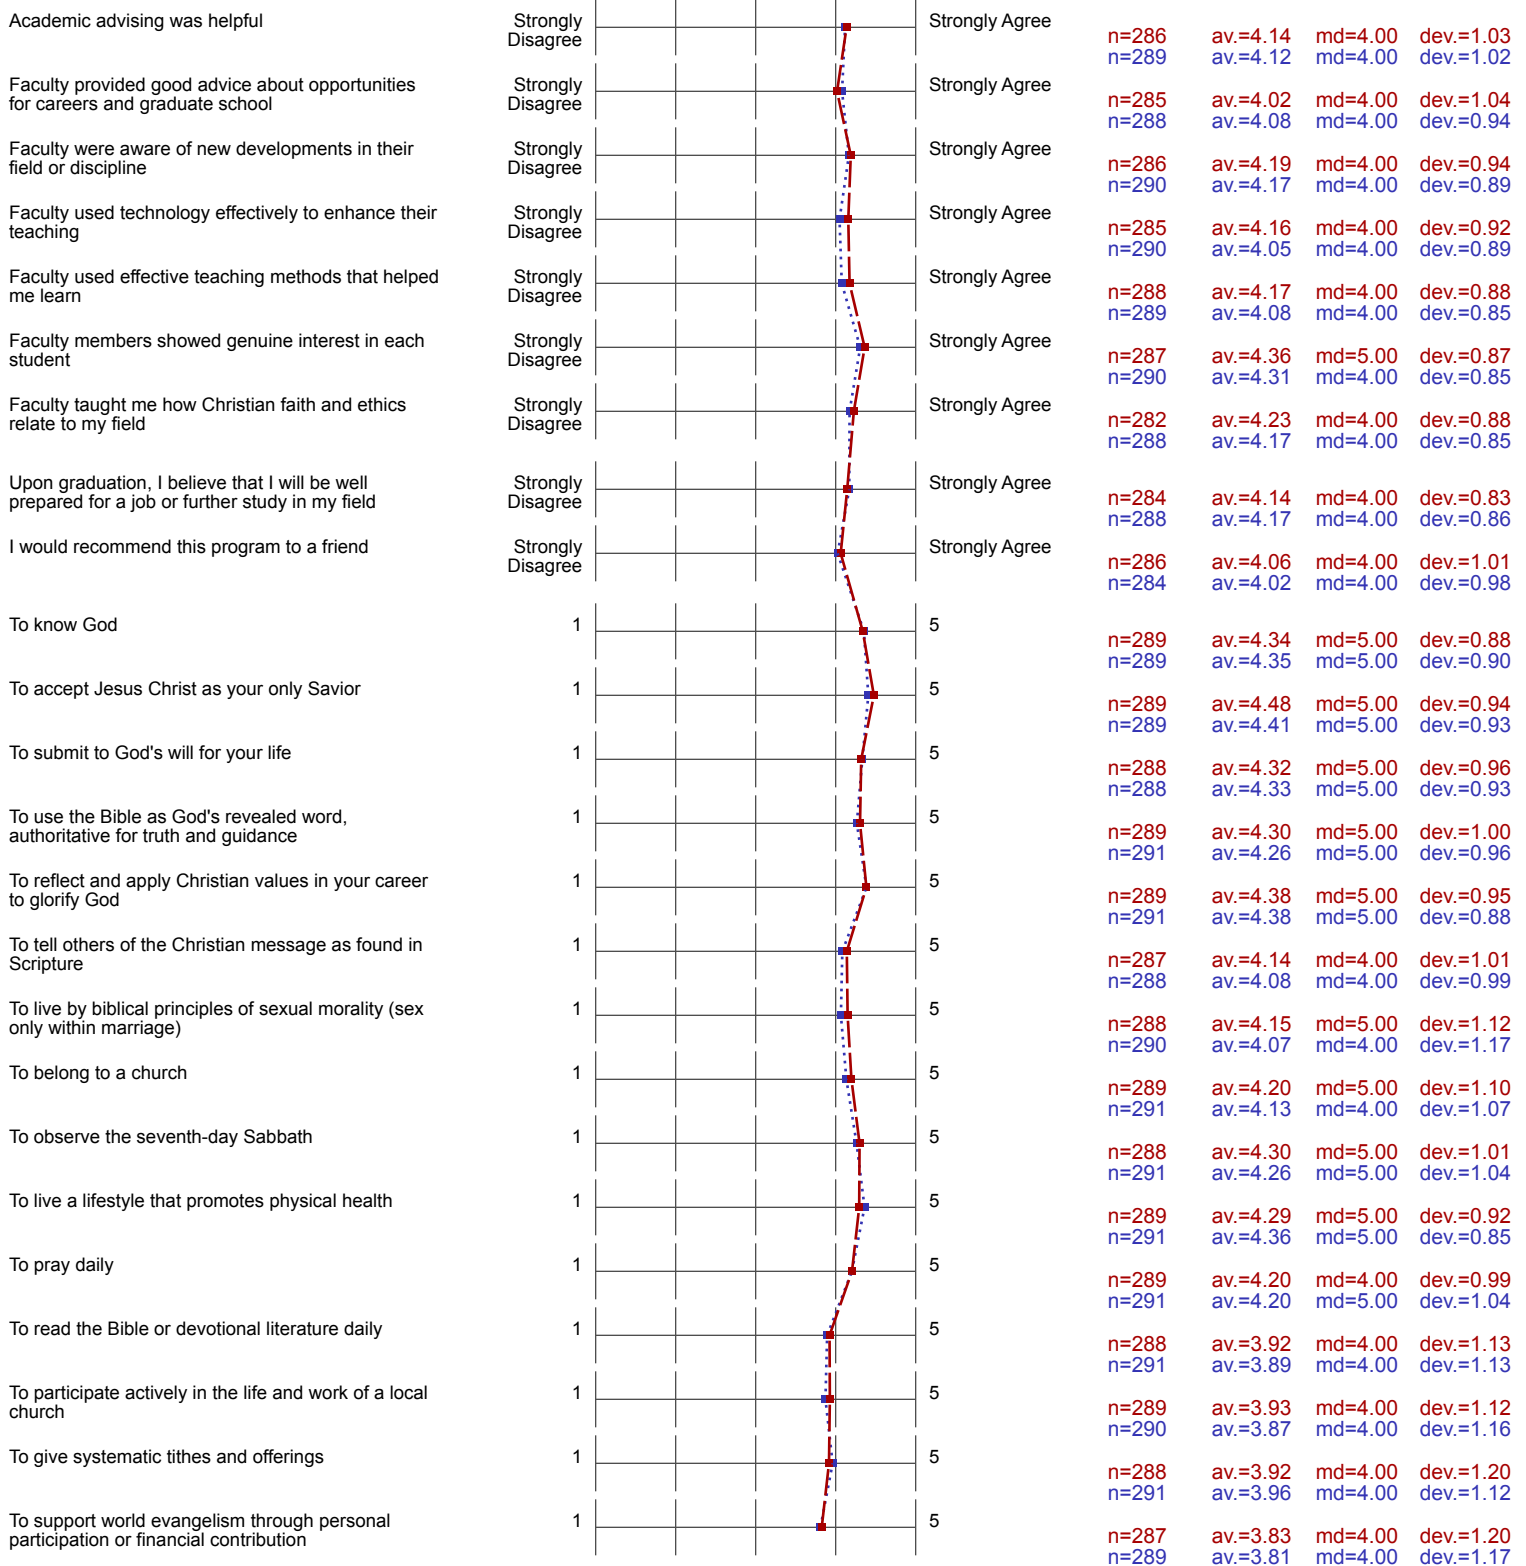 Academic advising was helpful
Strongly
Disagree
Strongly Agree
n=286 av.=4.14 md=4.00 dev.=1.03
n=289 av.=4.12 md=4.00 dev.=1.02
Faculty provided good advice about opportunities
for careers and graduate school
Strongly
Disagree
Strongly Agree
n=285 av.=4.02 md=4.00 dev.=1.04
n=288 av.=4.08 md=4.00 dev.=0.94
Faculty were aware of new developments in their
field or discipline
Strongly
Disagree
Strongly Agree
n=286 av.=4.19 md=4.00 dev.=0.94
n=290 av.=4.17 md=4.00 dev.=0.89
Faculty used technology effectively to enhance their
teaching
Strongly
Disagree
Strongly Agree
n=285 av.=4.16 md=4.00 dev.=0.92
n=290 av.=4.05 md=4.00 dev.=0.89
Faculty used effective teaching methods that helped
me learn
Strongly
Disagree
Strongly Agree
n=288 av.=4.17 md=4.00 dev.=0.88
n=289 av.=4.08 md=4.00 dev.=0.85
Faculty members showed genuine interest in each
student
Strongly
Disagree
Strongly Agree
n=287 av.=4.36 md=5.00 dev.=0.87
n=290 av.=4.31 md=4.00 dev.=0.85
Faculty taught me how Christian faith and ethics
relate to my field
Strongly
Disagree
Strongly Agree
n=282 av.=4.23 md=4.00 dev.=0.88
n=288 av.=4.17 md=4.00 dev.=0.85
Upon graduation, I believe that I will be well
prepared for a job or further study in my field
Strongly
Disagree
Strongly Agree
n=284 av.=4.14 md=4.00 dev.=0.83
n=288 av.=4.17 md=4.00 dev.=0.86
I would recommend this program to a friend
Strongly
Disagree
Strongly Agree
n=286 av.=4.06 md=4.00 dev.=1.01
n=284 av.=4.02 md=4.00 dev.=0.98
To know God
1 5
n=289 av.=4.34 md=5.00 dev.=0.88
n=289 av.=4.35 md=5.00 dev.=0.90
To accept Jesus Christ as your only Savior
1 5
n=289 av.=4.48 md=5.00 dev.=0.94
n=289 av.=4.41 md=5.00 dev.=0.93
To submit to God's will for your life
1 5
n=288 av.=4.32 md=5.00 dev.=0.96
n=288 av.=4.33 md=5.00 dev.=0.93
To use the Bible as God's revealed word,
authoritative for truth and guidance
1 5
n=289 av.=4.30 md=5.00 dev.=1.00
n=291 av.=4.26 md=5.00 dev.=0.96
To reflect and apply Christian values in your career
to glorify God
1 5
n=289 av.=4.38 md=5.00 dev.=0.95
n=291 av.=4.38 md=5.00 dev.=0.88
To tell others of the Christian message as found in
Scripture
1 5
n=287 av.=4.14 md=4.00 dev.=1.01
n=288 av.=4.08 md=4.00 dev.=0.99
To live by biblical principles of sexual morality (sex
only within marriage)
1 5
n=288 av.=4.15 md=5.00 dev.=1.12
n=290 av.=4.07 md=4.00 dev.=1.17
To belong to a church
1 5
n=289 av.=4.20 md=5.00 dev.=1.10
n=291 av.=4.13 md=4.00 dev.=1.07
To observe the seventh-day Sabbath
1 5
n=288 av.=4.30 md=5.00 dev.=1.01
n=291 av.=4.26 md=5.00 dev.=1.04
To live a lifestyle that promotes physical health
1 5
n=289 av.=4.29 md=5.00 dev.=0.92
n=291 av.=4.36 md=5.00 dev.=0.85
To pray daily
1 5
n=289 av.=4.20 md=4.00 dev.=0.99
n=291 av.=4.20 md=5.00 dev.=1.04
To read the Bible or devotional literature daily
1 5
n=288 av.=3.92 md=4.00 dev.=1.13
n=291 av.=3.89 md=4.00 dev.=1.13
To participate actively in the life and work of a local
church
1 5
n=289 av.=3.93 md=4.00 dev.=1.12
n=290 av.=3.87 md=4.00 dev.=1.16
To give systematic tithes and offerings
1 5
n=288 av.=3.92 md=4.00 dev.=1.20
n=291 av.=3.96 md=4.00 dev.=1.12
To support world evangelism through personal
participation or financial contribution
1 5
n=287 av.=3.83 md=4.00 dev.=1.20
n=289 av.=3.81 md=4.00 dev.=1.17